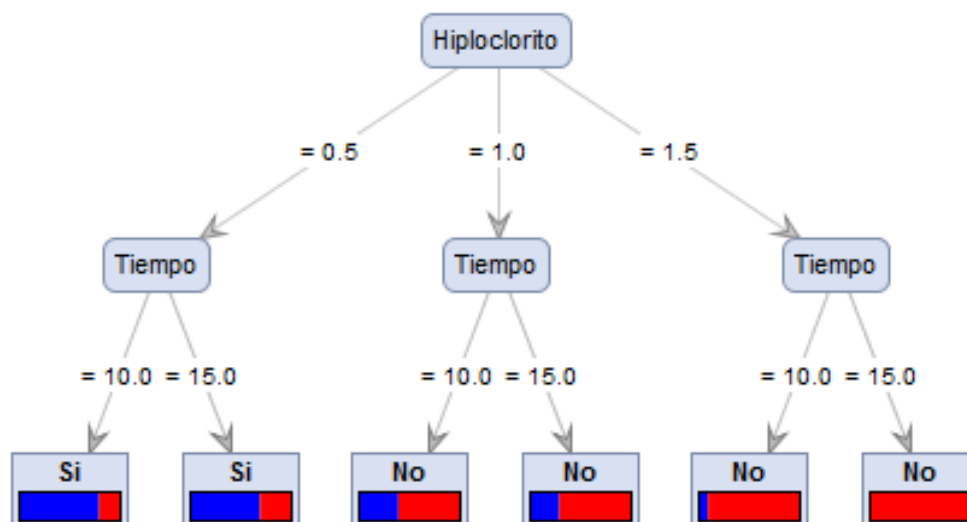 Hiploclorito
= 0.5 = 1.0 = 1.5
Tiempo Tiempo Tiempo
= 10.0 = 15.0 = 10.0 = 15.0 = 10.0 = 15.0
Si Si No No No No